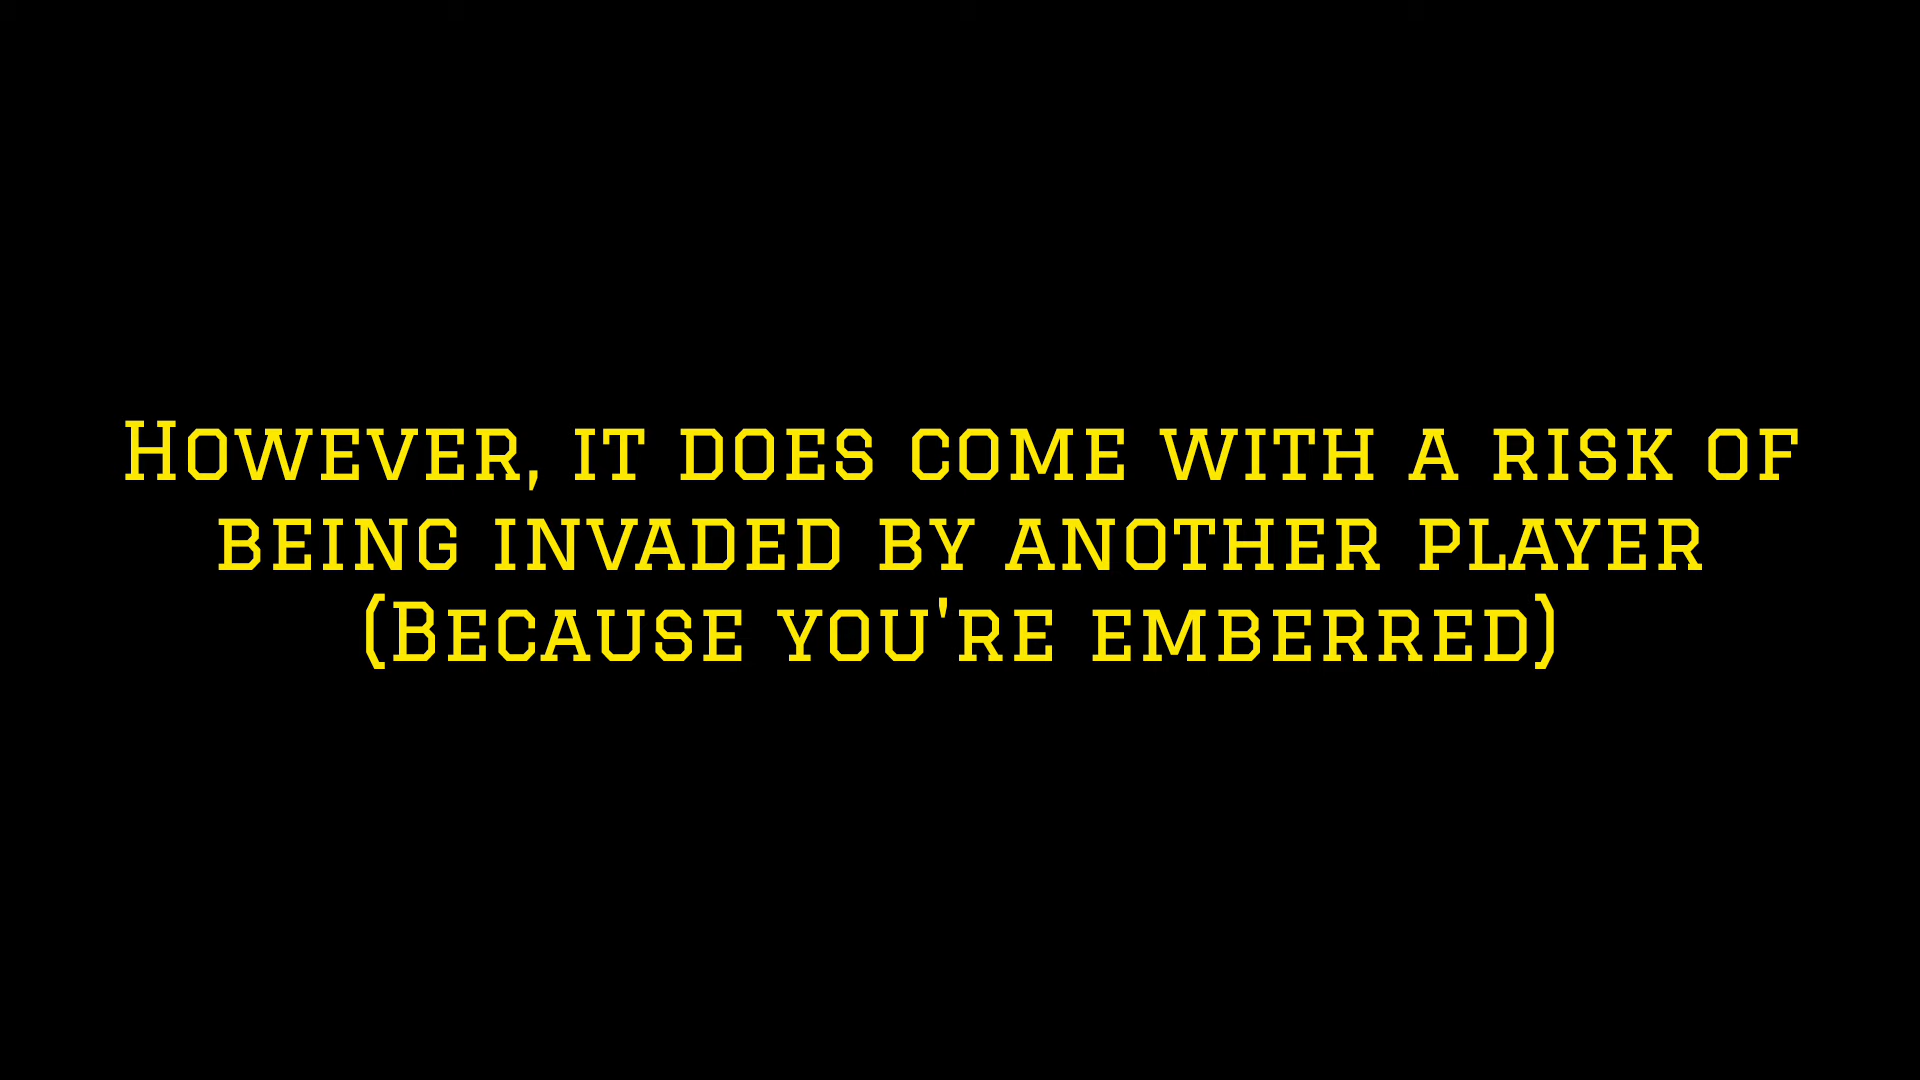 However, it does come with a risk of
being invaded by another player
(Because you're emberred)